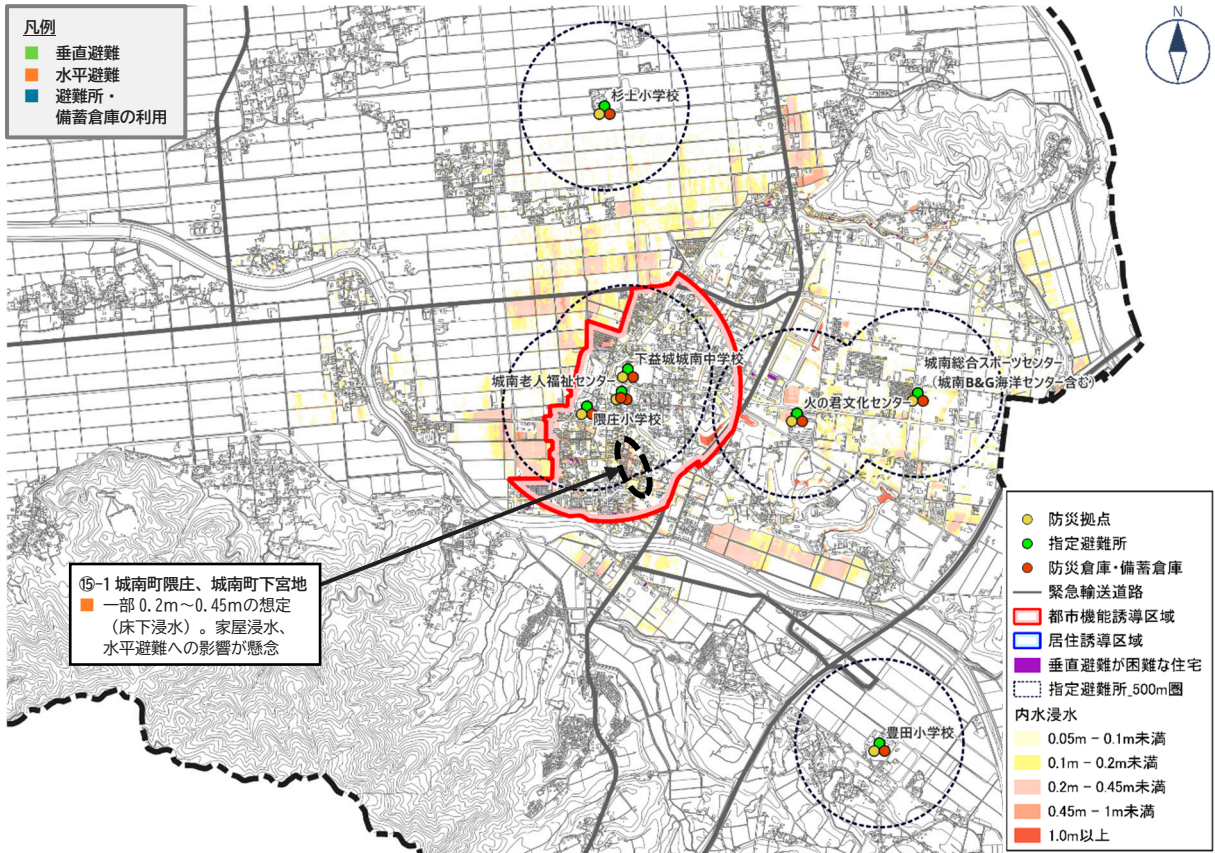 凡例
垂直避難
水平避難
避難所・
備蓄倉庫の利用
N
杉上小学校
下益城城南中学校
城南老人福祉センター
隈庄小学校
城南総合スポーツセンター
(城南B&G海洋センター含む)
火の君文化センター
⑮-1 城南町隈庄、城南町下宮地
一部 0.2m～0.45mの想定
(床下浸水)。家屋浸水、
水平避難への影響が懸念
豊田小学校
防災拠点
指定避難所
防災倉庫・備蓄倉庫
緊急輸送道路
都市機能誘導区域
居住誘導区域
垂直避難が困難な住宅
指定避難所_500m圏
内水浸水
0.05m - 0.1m未満
0.1m - 0.2m未満
0.2m - 0.45m未満
0.45m - 1m未満
1.0m以上